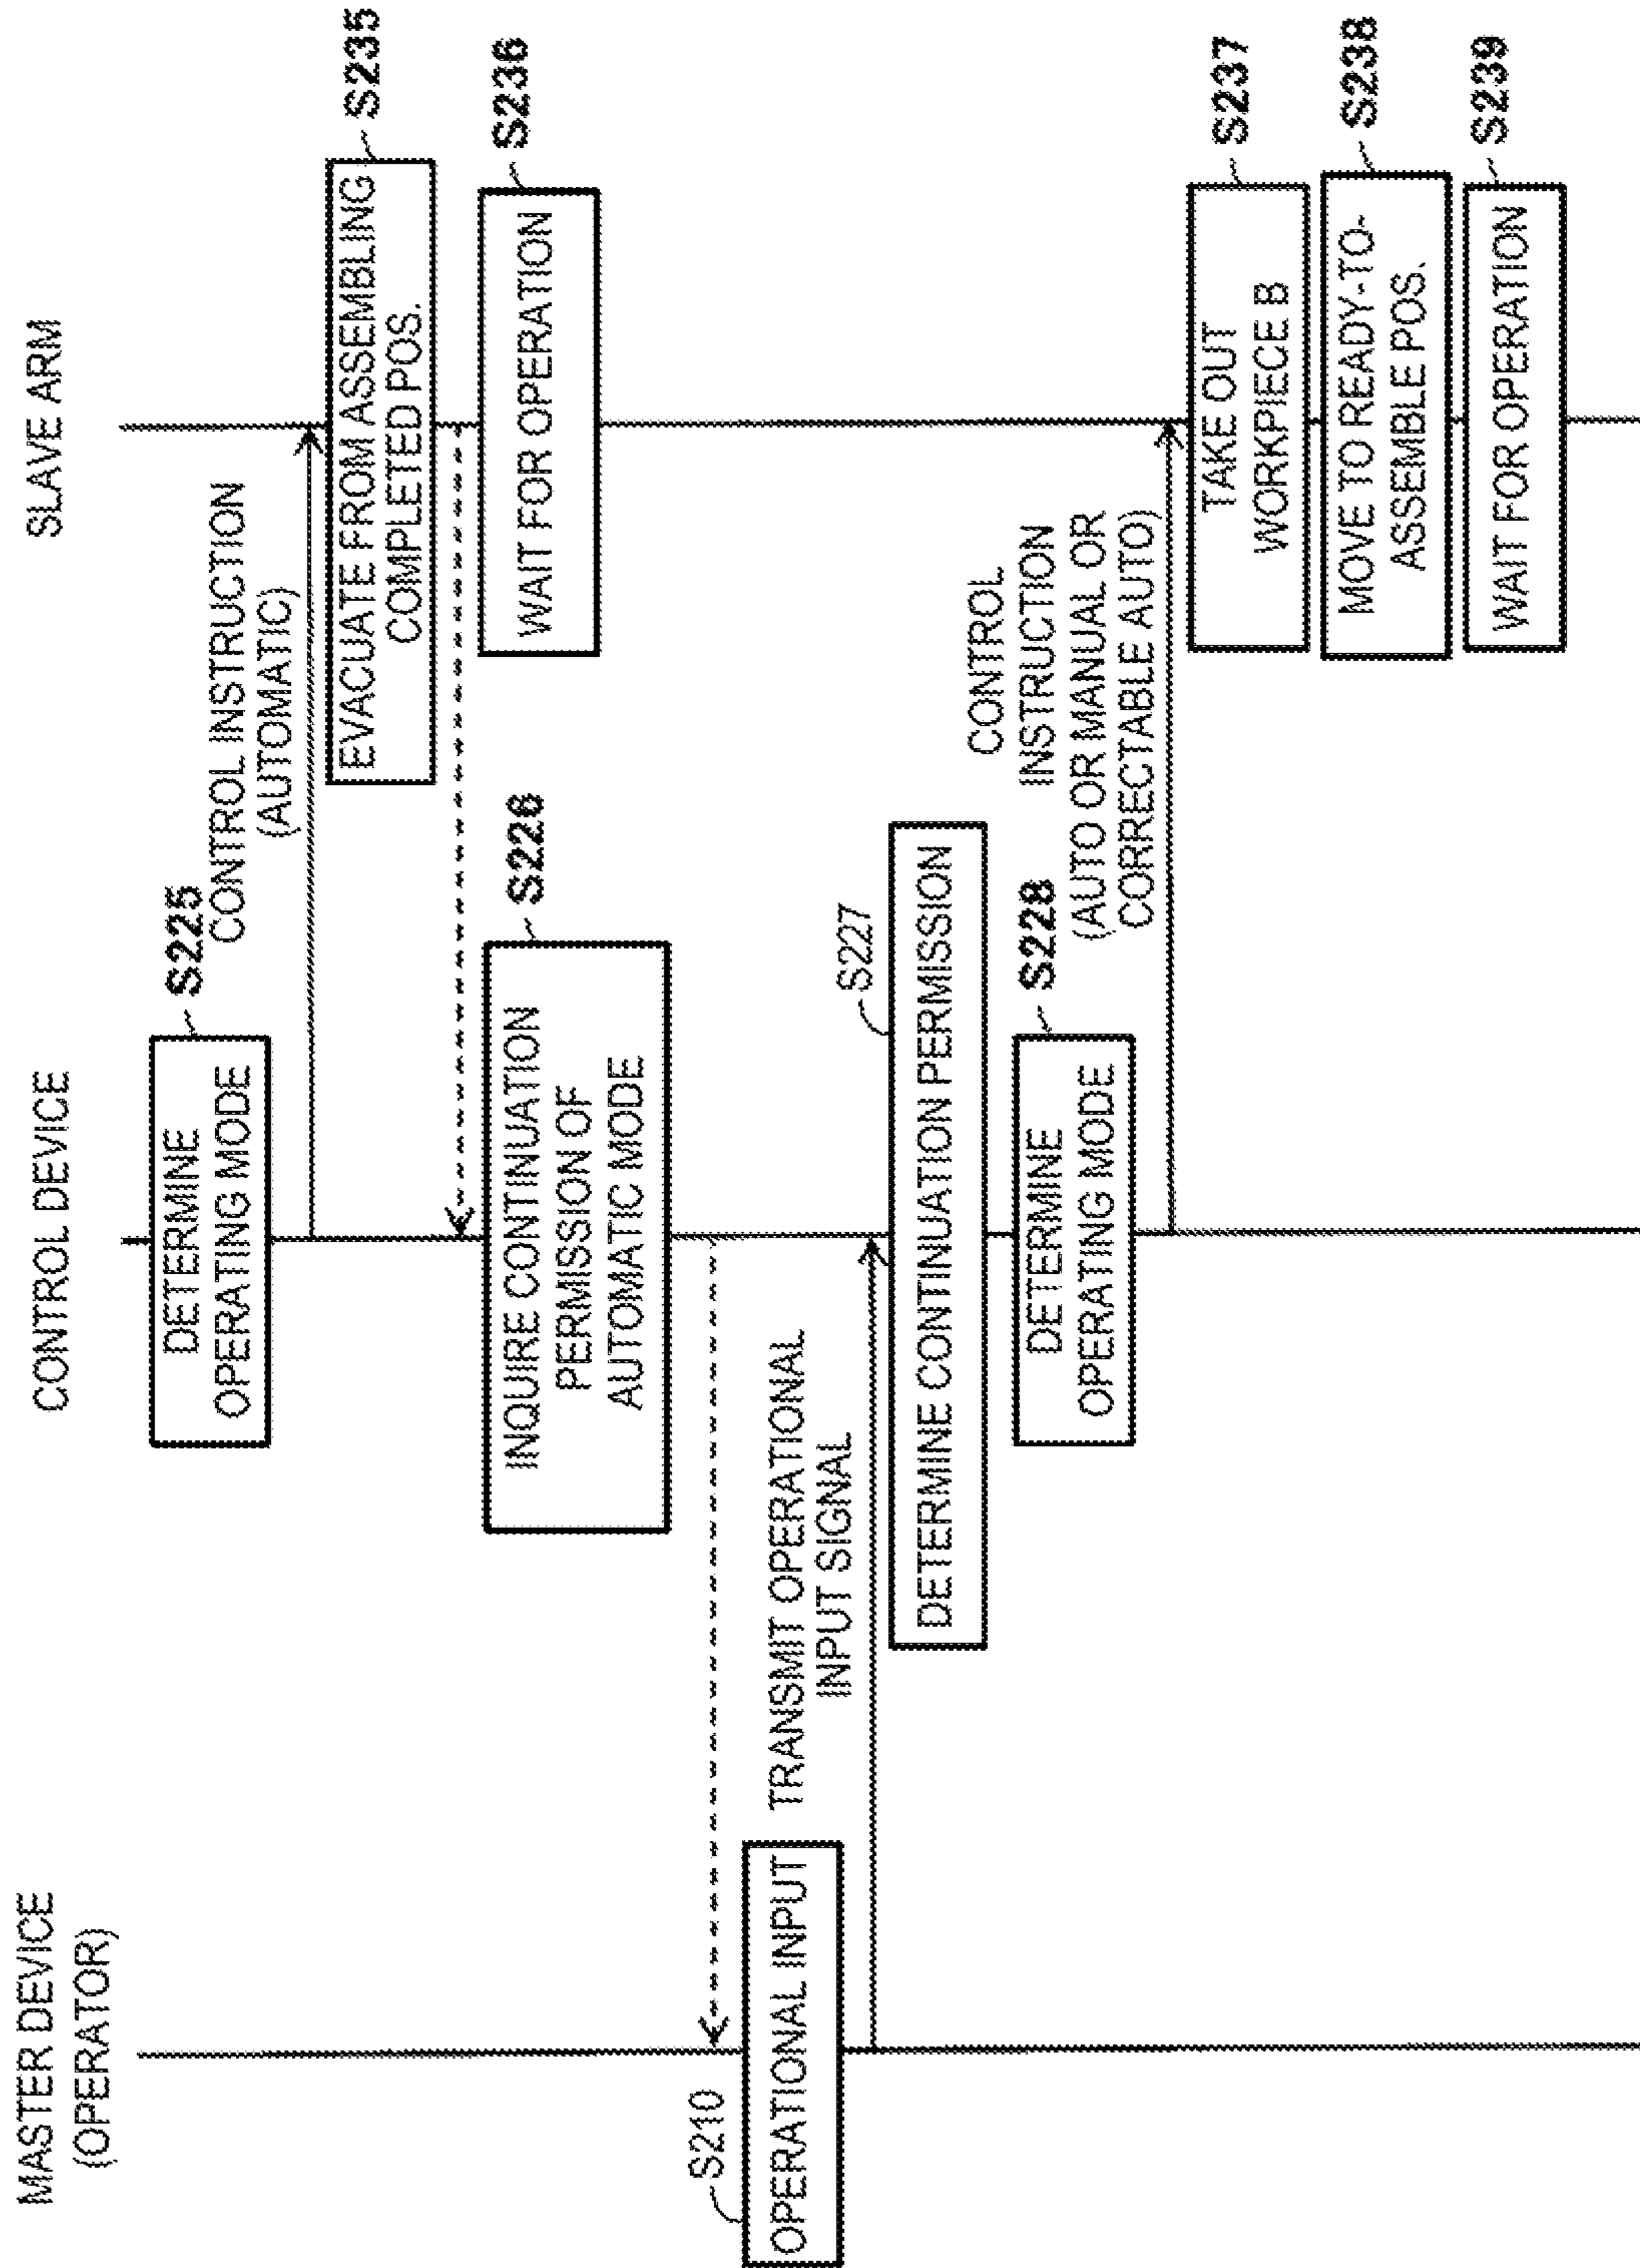 MASTER DEVICE
(OPERATOR)
CONTROL DEVICE
SLAVE ARM
DETERMINE
OPERATING MODE
S225
CONTROL INSTRUCTION
(AUTOMATIC)
EVACUATE FROM ASSEMBLING
COMPLETED POS.
S235
INQUIRE CONTINUATION
PERMISSION OF
AUTOMATIC MODE
S226
WAIT FOR OPERATION
S236
S210
OPERATIONAL INPUT
TRANSMIT OPERATIONAL
INPUT SIGNAL
DETERMINE CONTINUATION PERMISSION
S227
DETERMINE
OPERATING MODE
S228
CONTROL
INSTRUCTION
(AUTO OR MANUAL OR
CORRECTABLE AUTO)
TAKE OUT
WORKPIECE B
S237
MOVE TO READY-TO-
ASSEMBLE POS.
S238
WAIT FOR OPERATION
S239